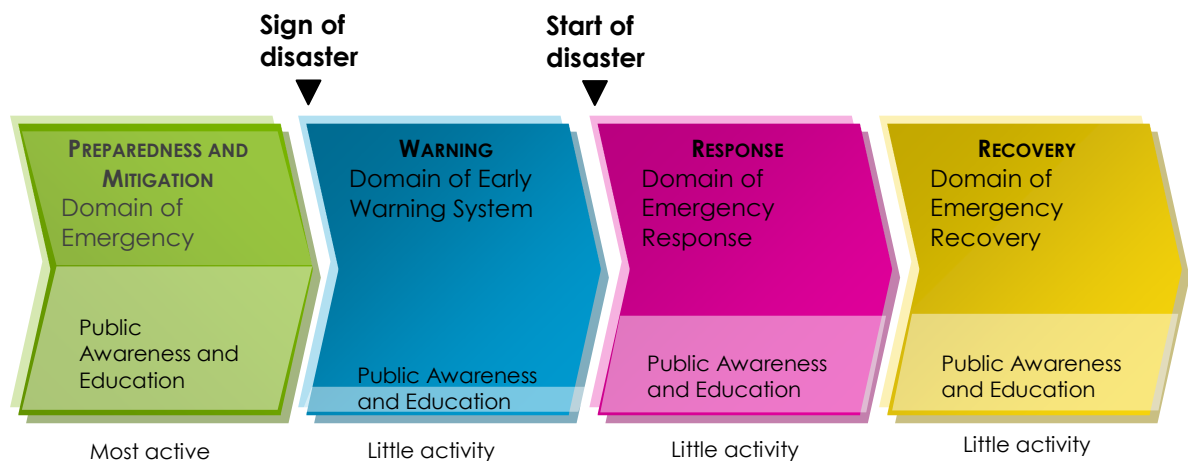 Sign of
disaster
Start of
disaster
PREPAREDNESS AND
MITIGATION
Domain of
Emergency
Public
Awareness and
Education
Most active
WARNING
Domain of Early
Warning System
Public Awareness
and Education
Little activity
RESPONSE
Domain of
Emergency
Response
Public Awareness
and Education
Little activity
RECOVERY
Domain of
Emergency
Recovery
Public Awareness
and Education
Little activity